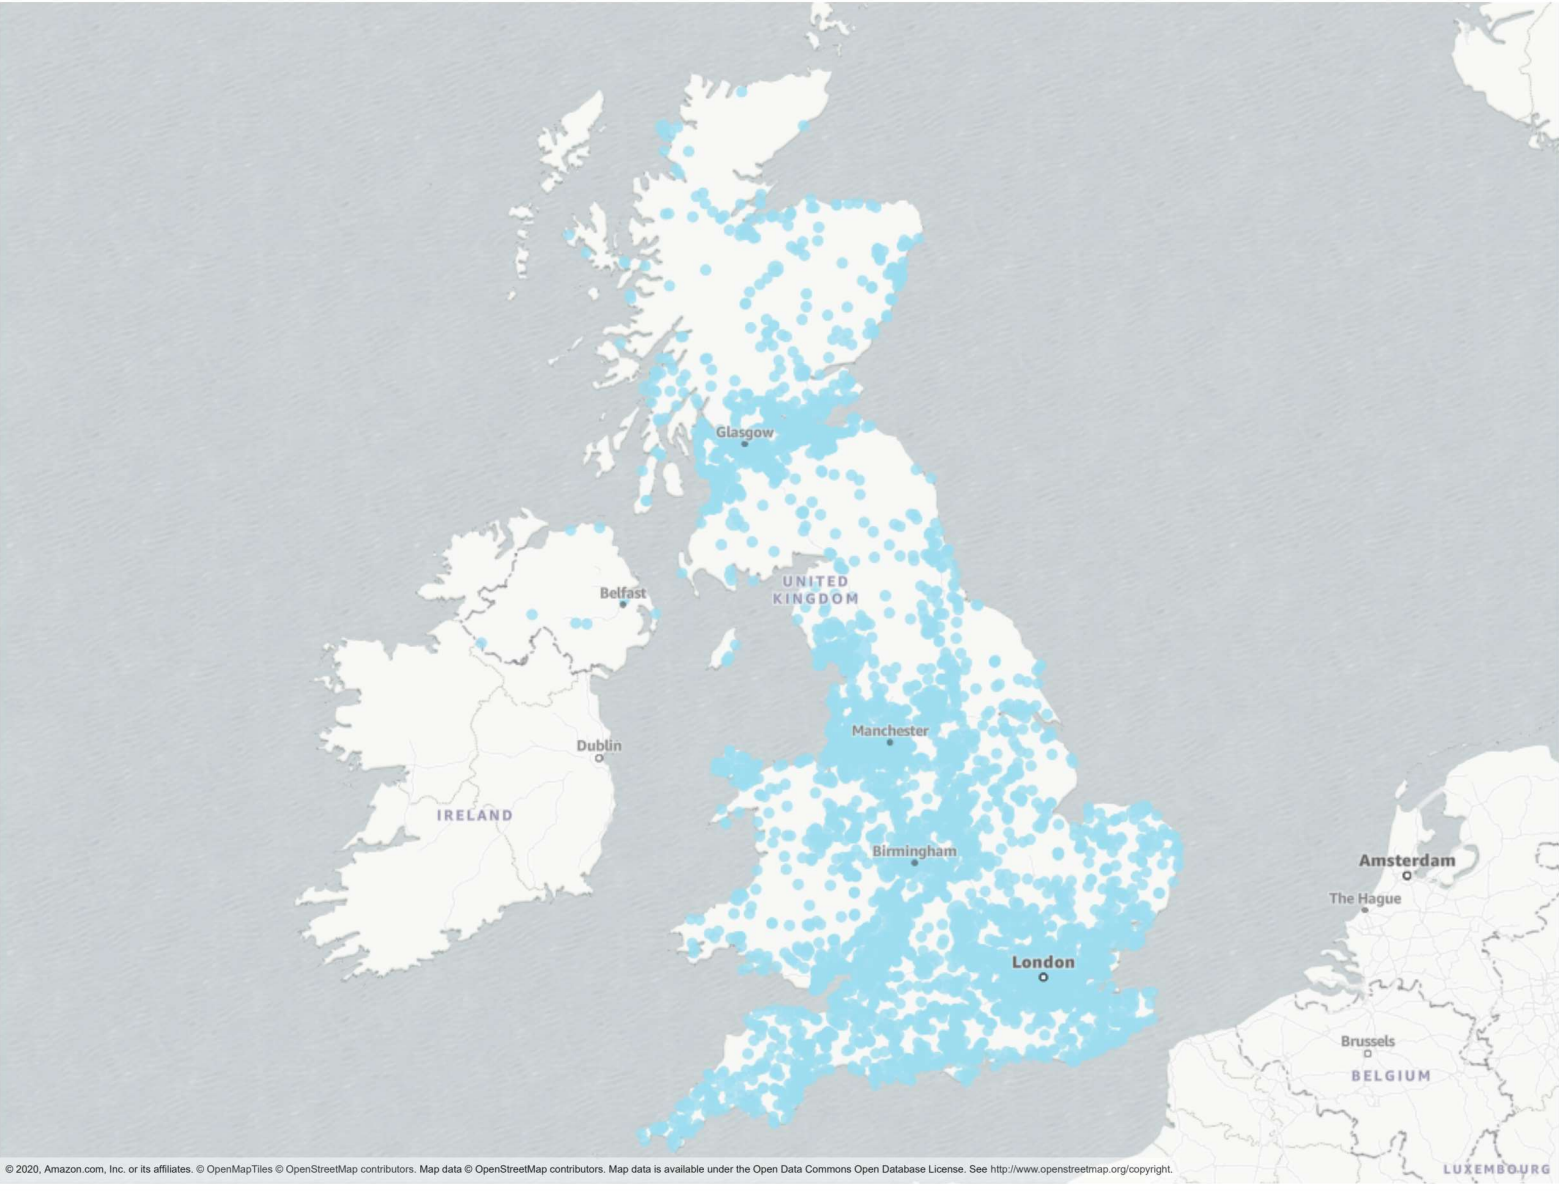 Glasgow
Belfast
UNITED
KINGDOM
Manchester
Dublin
IRELAND
Birmingham
Amsterdam
The Hague
London
Brussels
BELGIUM
LUXEMBOURG
© 2020, Amazon.com, Inc. or its affiliates. © OpenMapTiles © OpenStreetMap contributors. Map data © OpenStreetMap contributors. Map data is available under the Open Data Commons Open Database License. See http://www.openstreetmap.org/copyright.